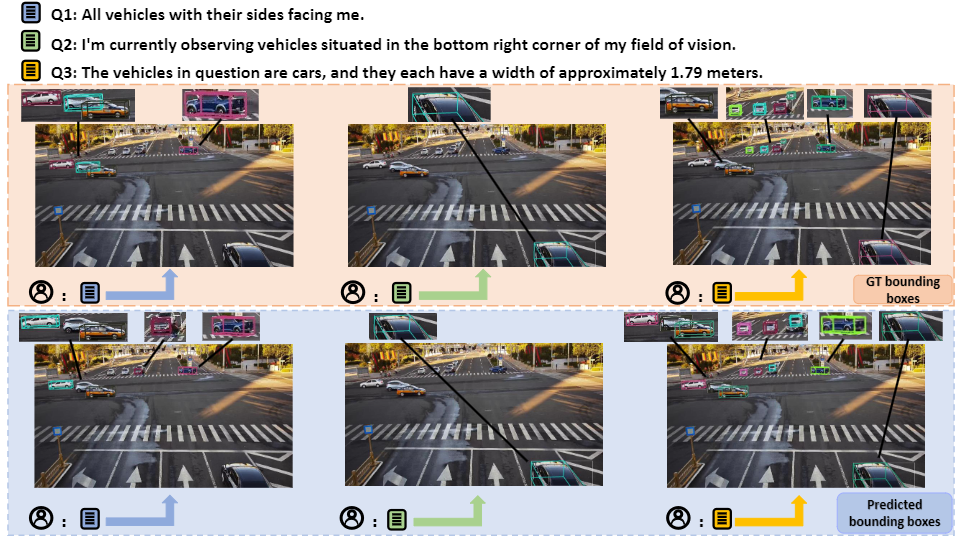 Q1: All vehicles with their sides facing me.
Q2: I'm currently observing vehicles situated in the bottom right corner of my field of vision.
Q3: The vehicles in question are cars, and they each have a width of approximately 1.79 meters.
: : :
GT bounding
boxes
: : :
Predicted
bounding boxes